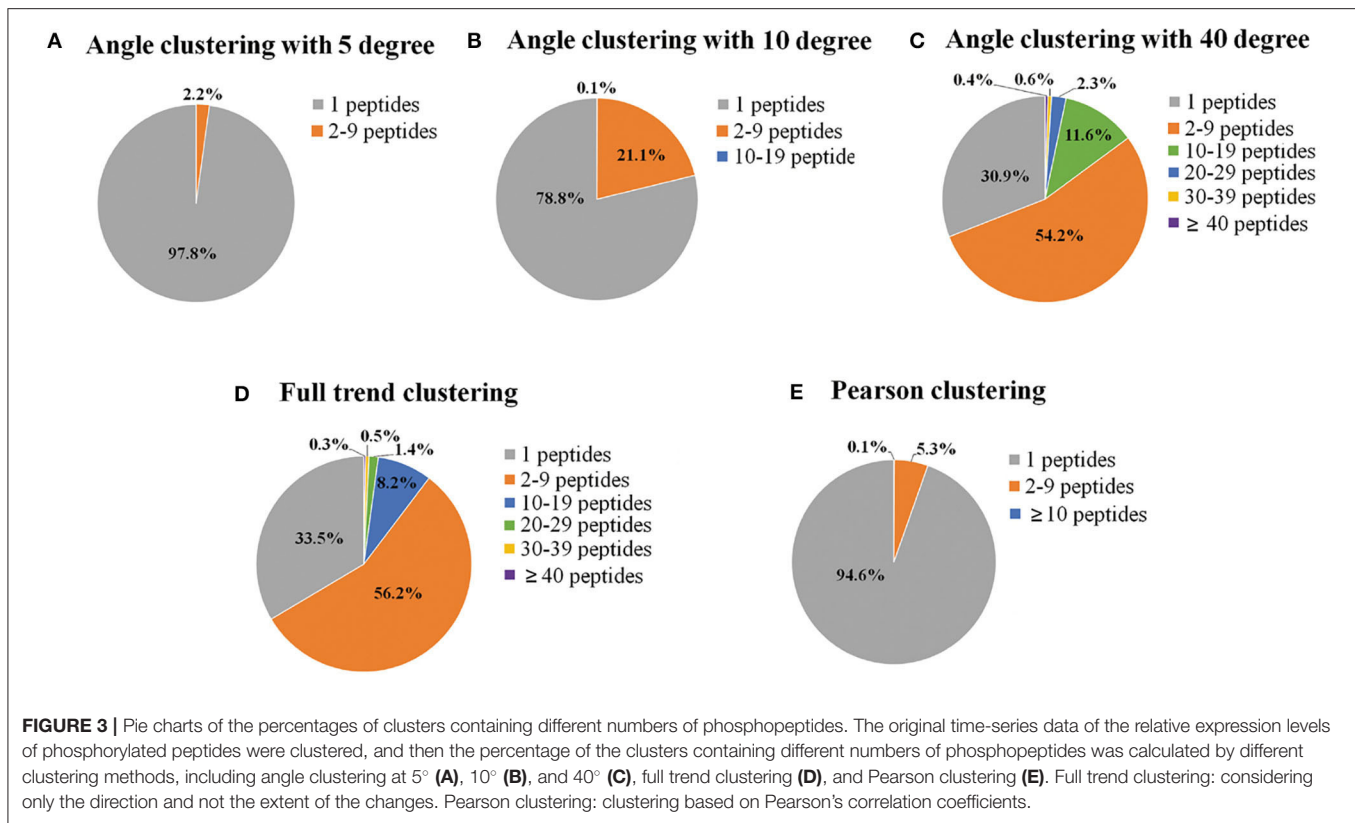 A Angle clustering with 5 degree
2.2%
97.8%
1 peptides
2-9 peptides
B Angle clustering with 10 degree
0.1%
21.1%
78.8%
1 peptides
2-9 peptides
10-19 peptide
C Angle clustering with 40 degree
0.4% 0.6% 2.3%
11.6%
30.9%
54.2%
1 peptides
2-9 peptides
10-19 peptides
20-29 peptides
30-39 peptides
≥ 40 peptides
D Full trend clustering
0.3% 0.5% 1.4%
8.2%
33.5%
56.2%
1 peptides
2-9 peptides
10-19 peptides
20-29 peptides
30-39 peptides
≥ 40 peptides
E Pearson clustering
0.1% 5.3%
94.6%
1 peptides
2-9 peptides
≥10 peptides
FIGURE 3 | Pie charts of the percentages of clusters containing different numbers of phosphopeptides. The original time-series data of the relative expression levels
of phosphorylated peptides were clustered, and then the percentage of the clusters containing different numbers of phosphopeptides was calculated by different
clustering methods, including angle clustering at 5° (A), 10° (B), and 40° (C), full trend clustering (D), and Pearson clustering (E). Full trend clustering: considering
only the direction and not the extent of the changes. Pearson clustering: clustering based on Pearson's correlation coefficients.